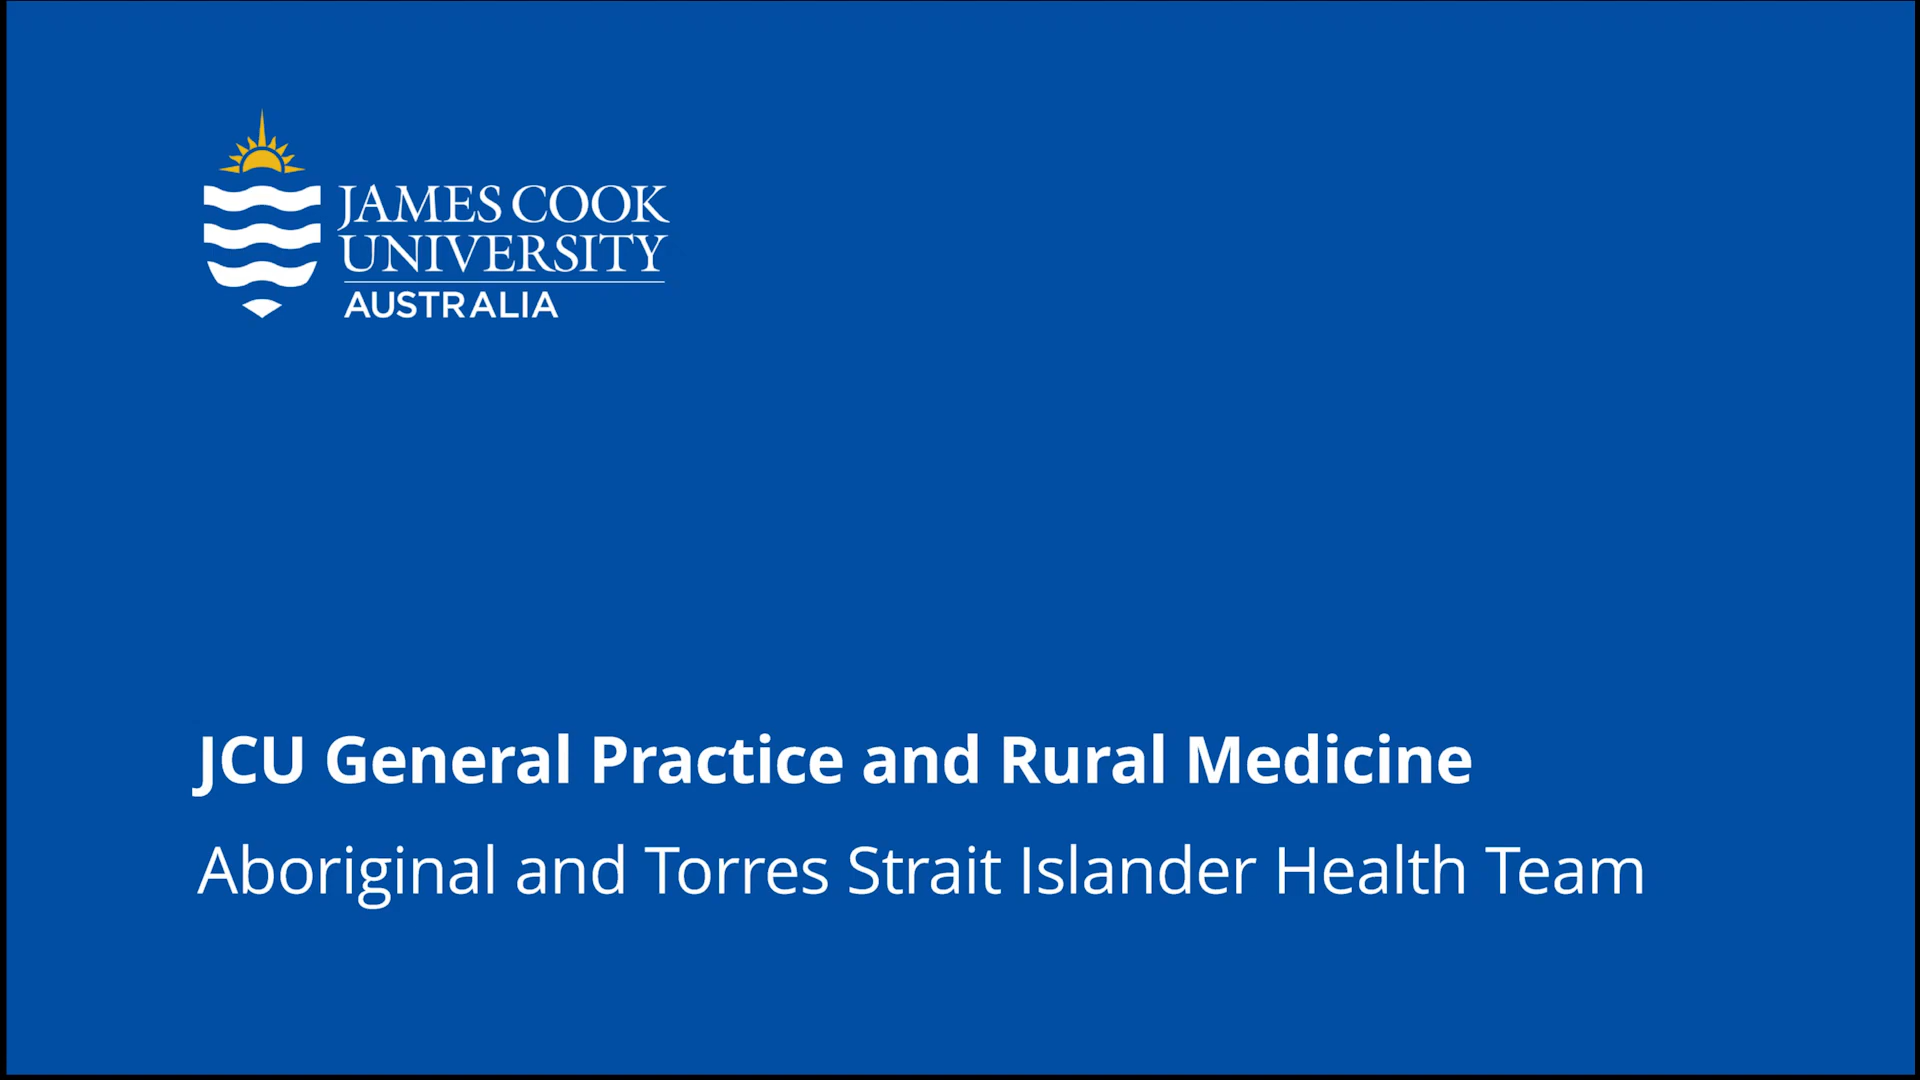 JAMES COOK
UNIVERSITY
AUSTRALIA
JCU General Practice and Rural Medicine
Aboriginal and Torres Strait Islander Health Team